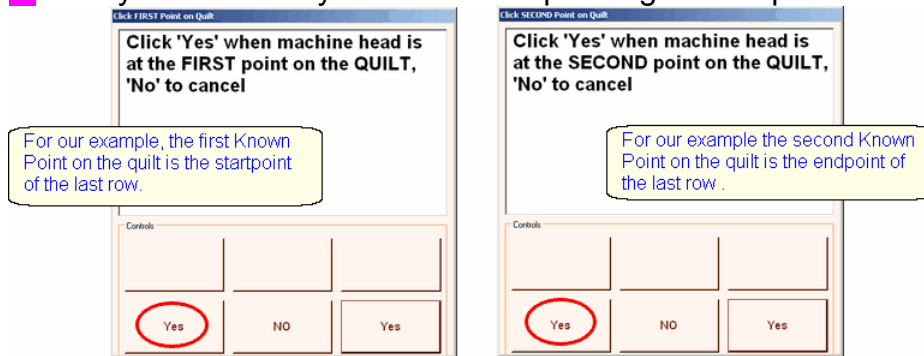 Click FIRST Point on Quilt
Click 'Yes' when machine head is
at the FIRST point on the QUILT,
'No' to cancel
For our example, the first Known
Point on the quilt is the startpoint
of the last row.
Controls
Yes
NO
Yes
Click SECOND Point on Quilt
Click 'Yes' when machine head is
at the SECOND point on the QUILT,
'No' to cancel
For our example the second Known
Point on the quilt is the endpoint of
the last row .
Controls
Yes
NO
Yes